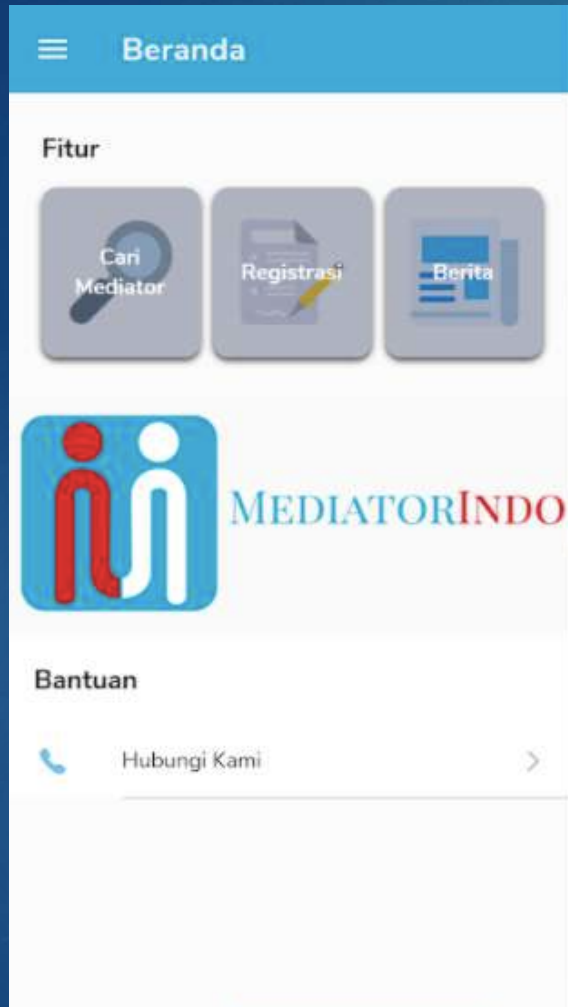 Beranda
Fitur
Cari
Mediator
Registrasi
Berita
MEDIATORINDO
Bantuan
Hubungi Kami